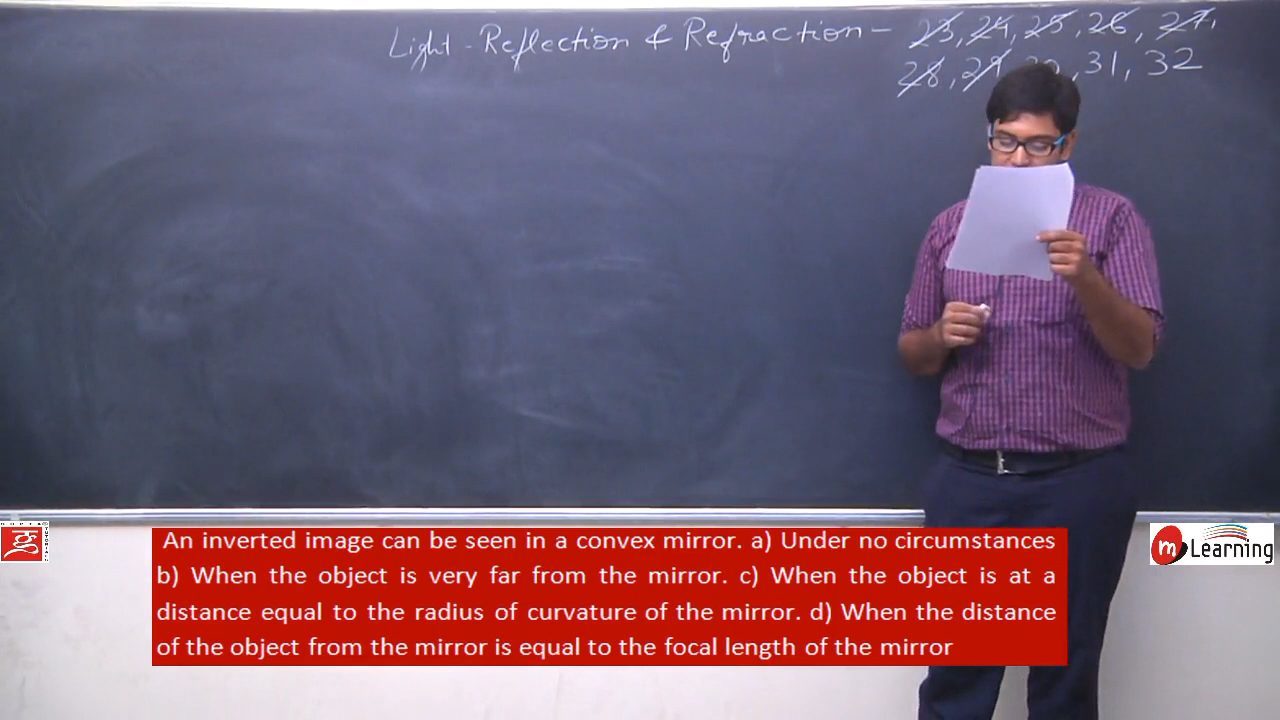 Light - Reflection & Refraction - 23, 24, 25, 26, 27,
28, 29, 30, 31, 32
An inverted image can be seen in a convex mirror. a) Under no circumstances
b) When the object is very far from the mirror. c) When the object is at a
distance equal to the radius of curvature of the mirror. d) When the distance
of the object from the mirror is equal to the focal length of the mirror
GUPTA
TUTORIAL
m Learning